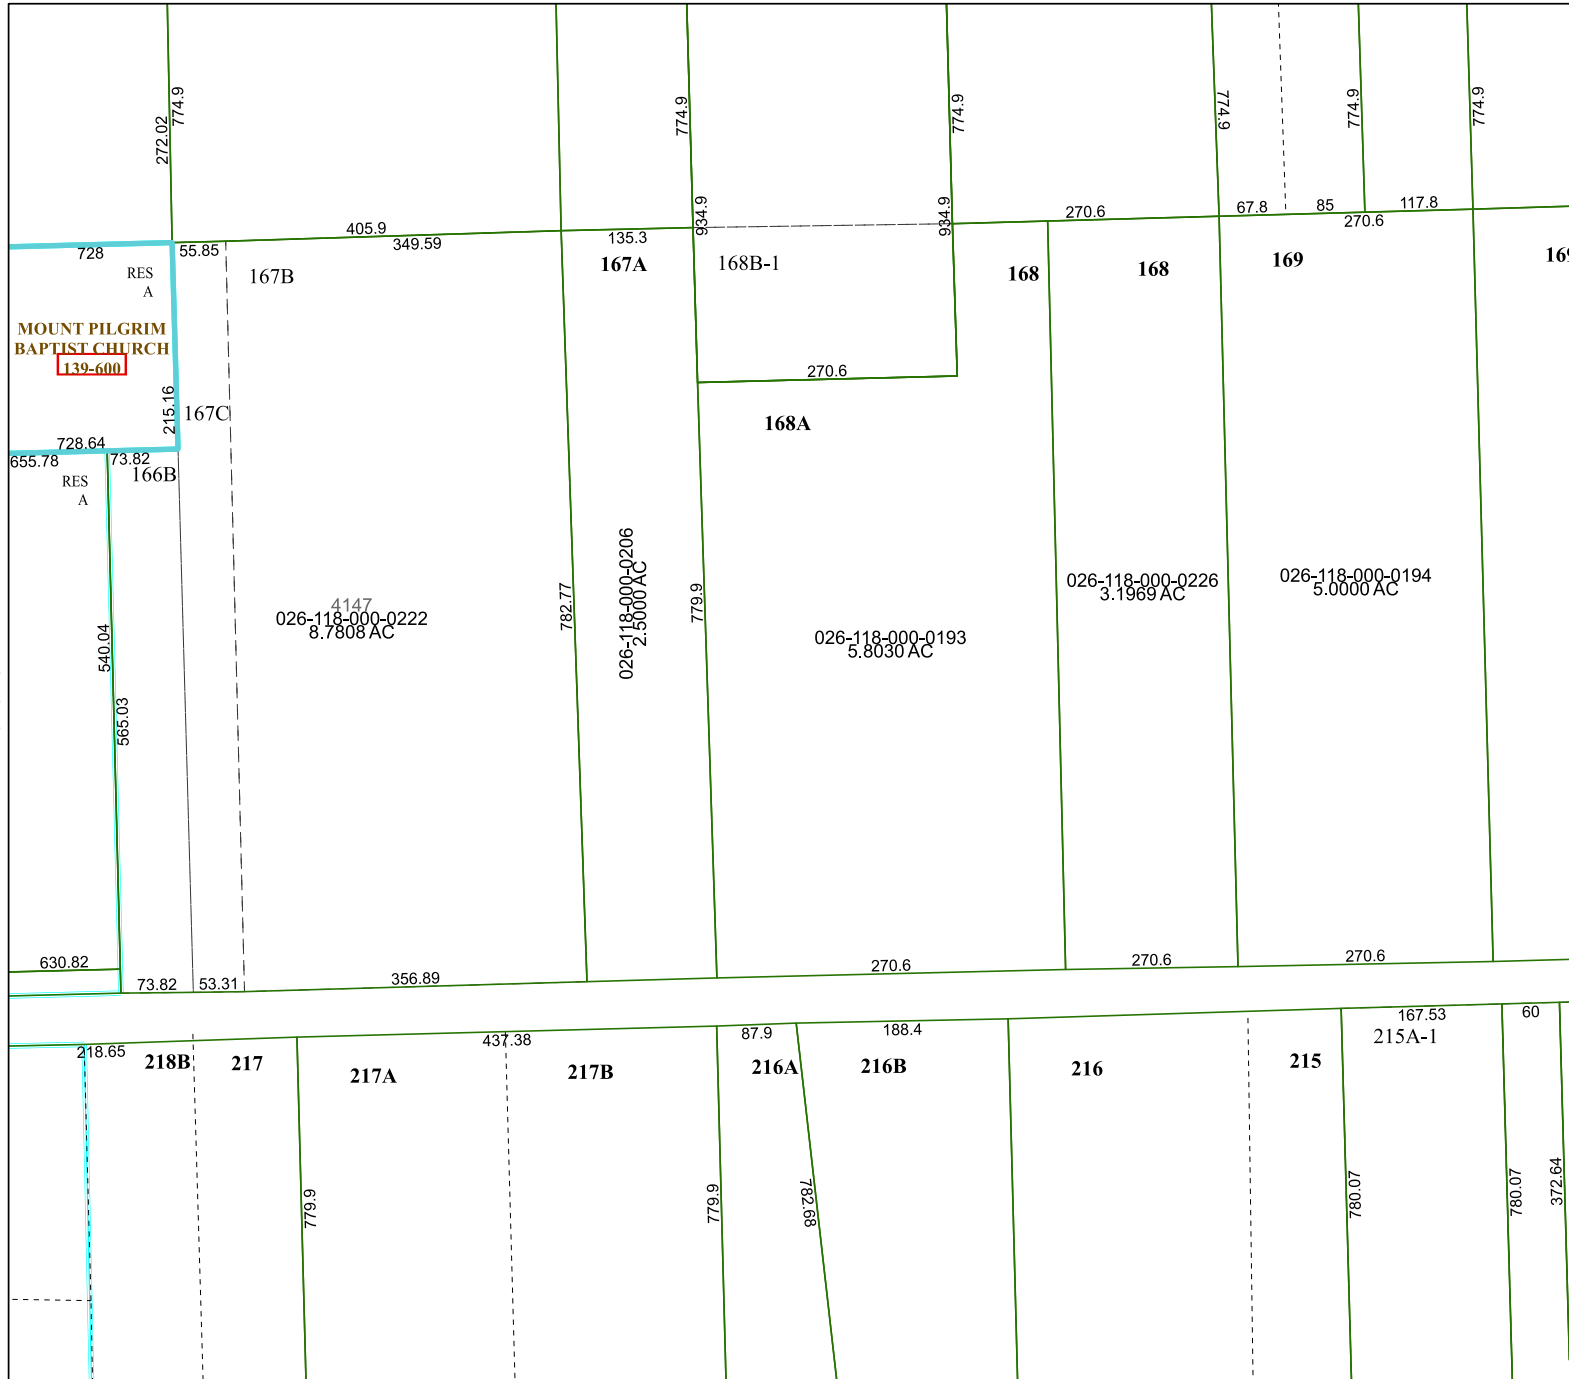 774.9
272.02
774.9
934.9
774.9
934.9
774.9
774.9
774.9
405.9
349.59
55.85
135.3
270.6
67.8
85
117.8
270.6
728
RES
A
167B
167A
168B-1
168
168
169
MOUNT PILGRIM
BAPTIST CHURCH
139-600
215.16
167C
270.6
168A
728.64
655.78
73.82
166B
RES
A
540.04
565.03
4147
026-118-000-0222
8.7808 AC
782.77
026-118-000-0206
2.5000 AC
779.9
026-118-000-0193
5.8030 AC
026-118-000-0226
3.1969 AC
026-118-000-0194
5.0000 AC
630.82
73.82
53.31
356.89
270.6
270.6
270.6
218.65
218B
217
217A
437.38
217B
87.9
216A
188.4
216B
216
215
167.53
215A-1
60
779.9
779.9
782.68
780.07
780.07
372.64